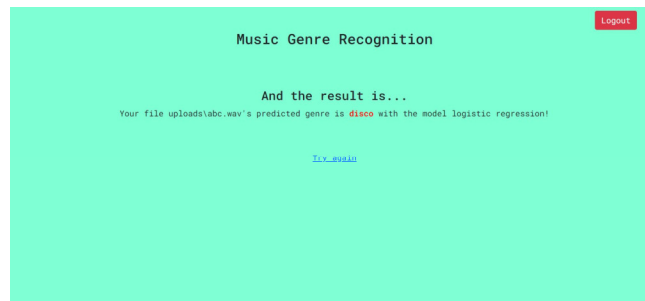 Logout
Music Genre Recognition
And the result is...
Your file uploads\abc.wav's predicted genre is disco with the model logistic regression!
Try again